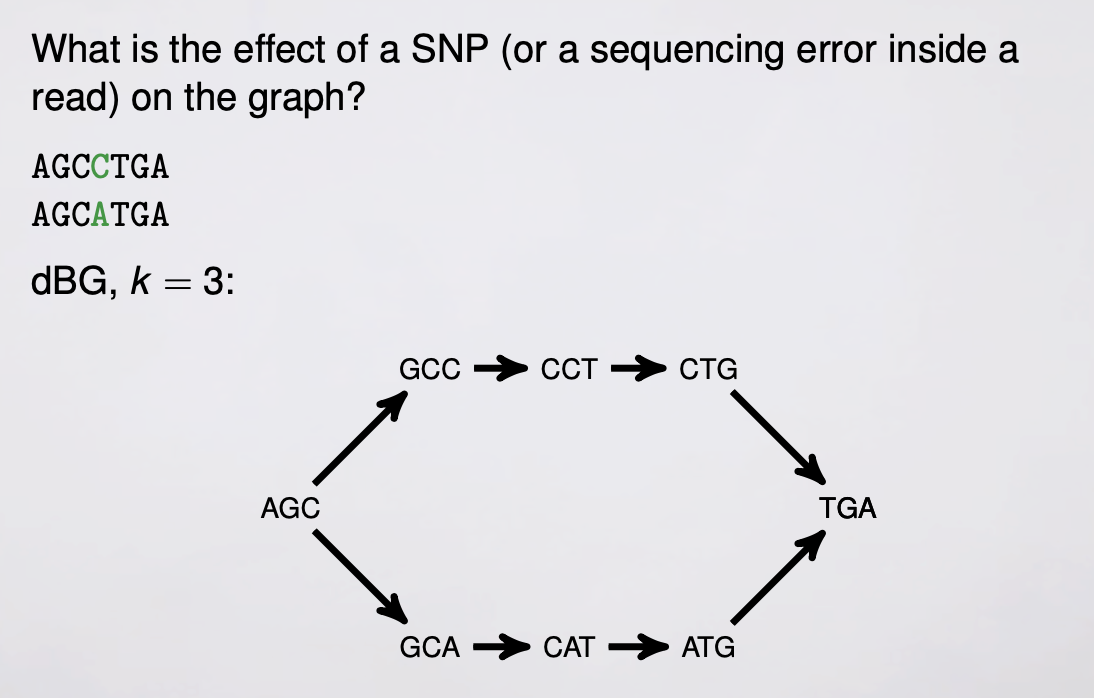 What is the effect of a SNP (or a sequencing error inside a
read) on the graph?
AGCCTGA
AGCATGA
dBG, k = 3:
GCC CCT CTG
AGC TGA
GCA CAT ATG